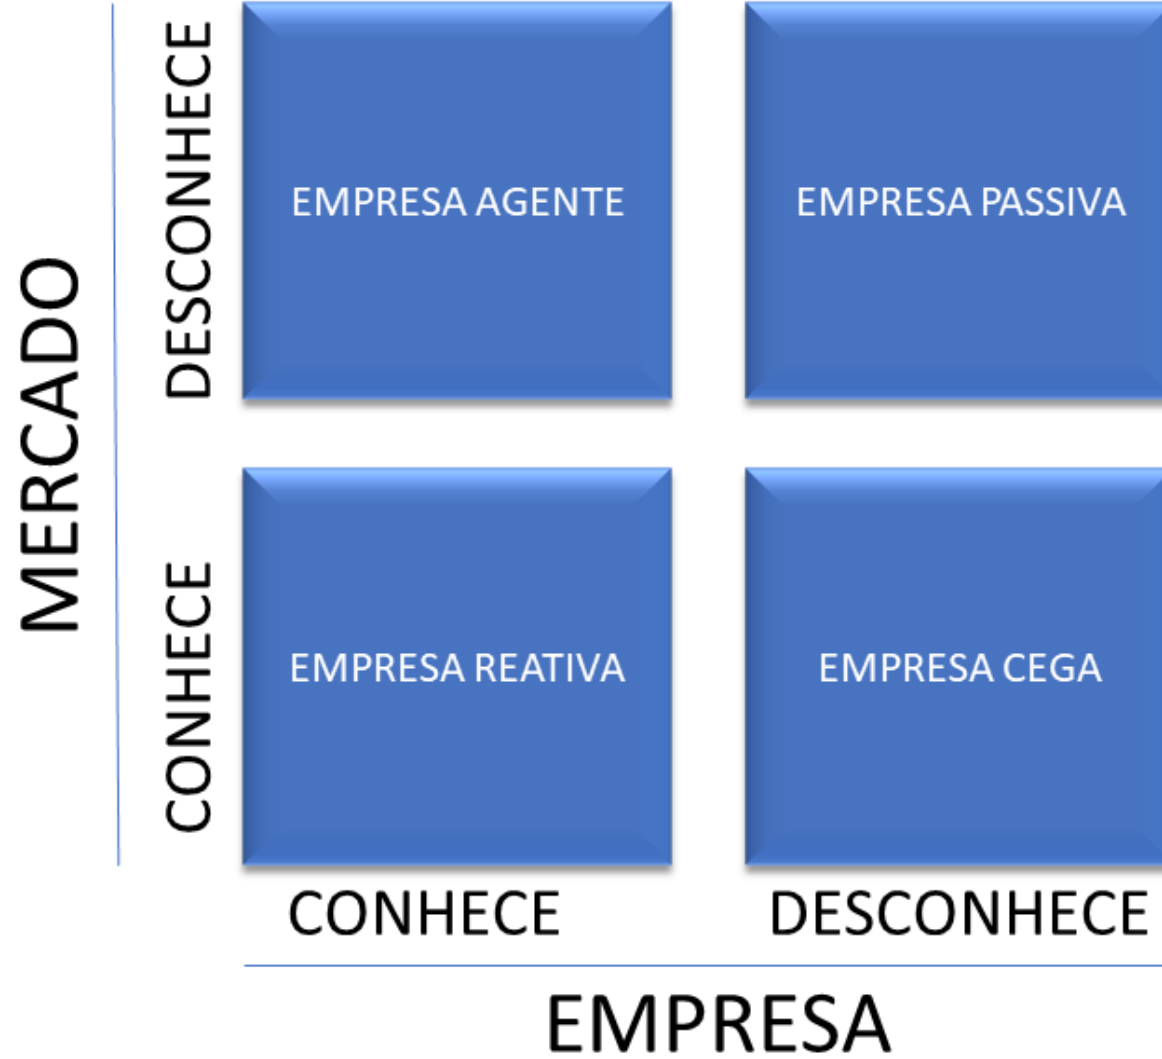 MERCADO
DESCONHECE
EMPRESA AGENTE
EMPRESA PASSIVA
CONHECE
EMPRESA REATIVA
EMPRESA CEGA
CONHECE
DESCONHECE
EMPRESA